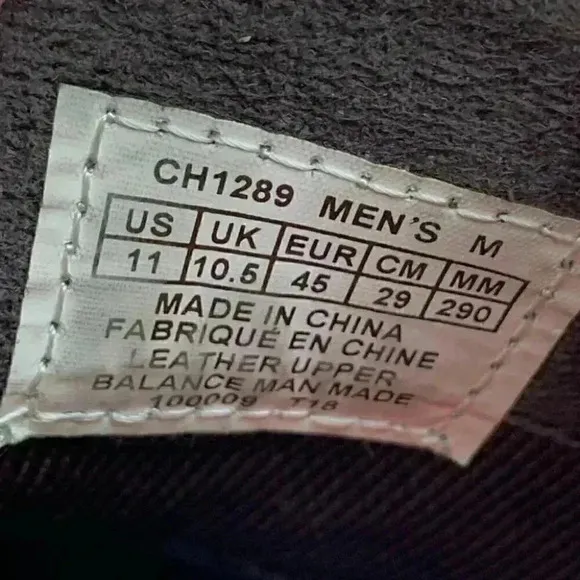 CH1289 MEN'S M
US UK EUR CM MM
11 10.5 45 29 290
MADE IN CHINA
FABRIQUÉ EN CHINE
LEATHER UPPER
BALANCE MAN MADE
100009 T18